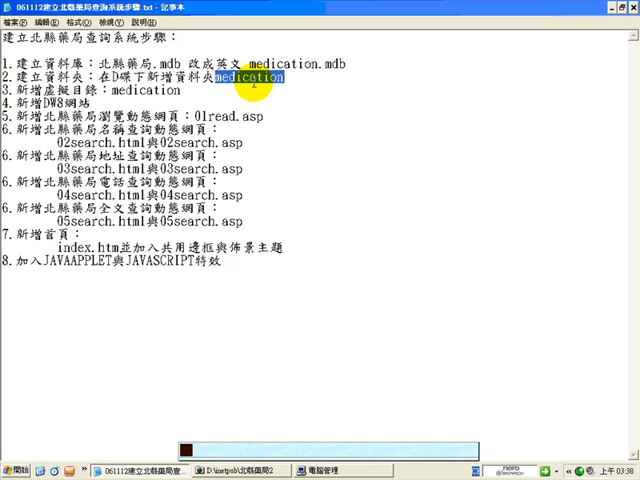 061112建立北縣藥局查詢系統步驟.txt - 記事本
檔案(F) 編輯(E) 格式(O) 檢視(V) 說明(H)
建立北縣藥局查詢系統步驟：
1.建立資料庫：北縣藥局.mdb 改成英文 medication.mdb
2.建立資料夾：在D碟下新增資料夾medication
3.新增虛擬目錄：medication
4.新增DW8網站
5.新增北縣藥局瀏覽動態網頁：01read.asp
6.新增北縣藥局名稱查詢動態網頁：
02search.html與02search.asp
6.新增北縣藥局地址查詢動態網頁：
03search.html與03search.asp
6.新增北縣藥局電話查詢動態網頁：
04search.html與04search.asp
6.新增北縣藥局全文查詢動態網頁：
05search.html與05search.asp
7.新增首頁：
index.htm並加入共用邊框與佈景主題
8.加入JAVAAPPLET與JAVASCRIPT特效
開始 » 061112建立北縣藥局查... D:\inetpub\北縣藥局2 電腦管理 nero SEARCH « 上午 03:38